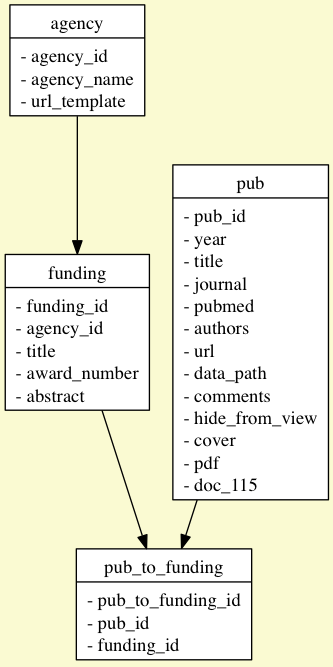 agency
- agency_id
- agency_name
- url_template
pub
- pub_id
- year
- title
- journal
- pubmed
- authors
- url
- data_path
- comments
- hide_from_view
- cover
- pdf
- doc_115
funding
- funding_id
- agency_id
- title
- award_number
- abstract
pub_to_funding
- pub_to_funding_id
- pub_id
- funding_id